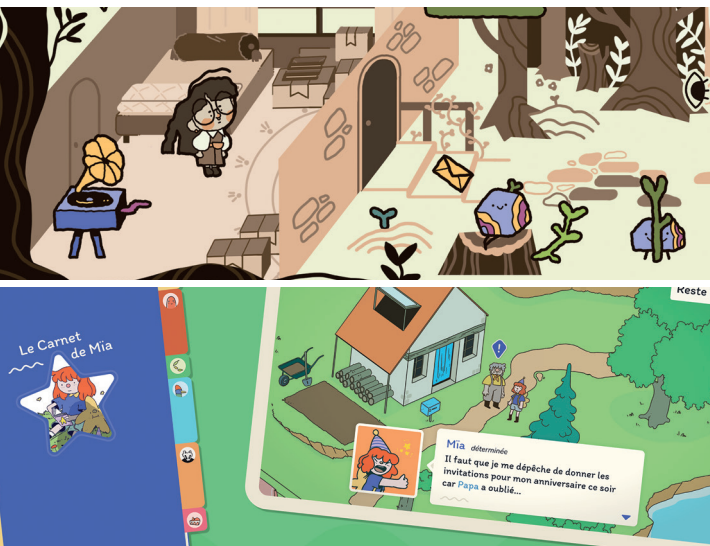 Le Carnet
de Mïa
Reste
!
Mïa déterminée
Il faut que je me dépêche de donner les
invitations pour mon anniversaire ce soir
car Papa a oublié...